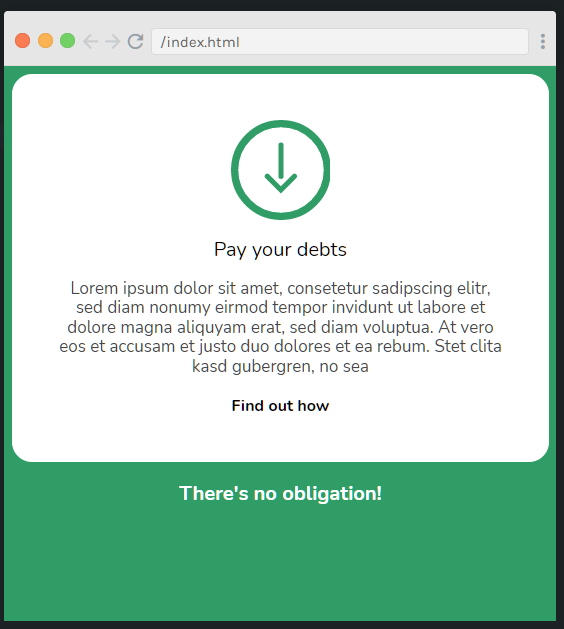 /index.html
Pay your debts
Lorem ipsum dolor sit amet, consetetur sadipscing elitr,
sed diam nonumy eirmod tempor invidunt ut labore et
dolore magna aliquyam erat, sed diam voluptua. At vero
eos et accusam et justo duo dolores et ea rebum. Stet clita
kasd gubergren, no sea
Find out how
There's no obligation!